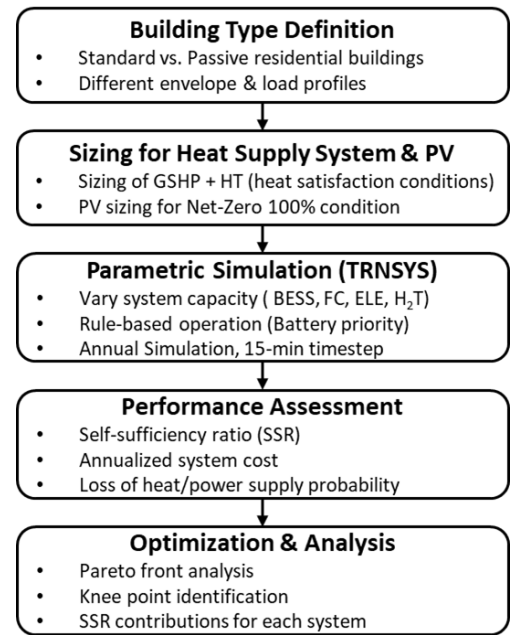 Building Type Definition
• Standard vs. Passive residential buildings
• Different envelope & load profiles
Sizing for Heat Supply System & PV
• Sizing of GSHP + HT (heat satisfaction conditions)
• PV sizing for Net-Zero 100% condition
Parametric Simulation (TRNSYS)
• Vary system capacity ( BESS, FC, ELE, H₂T)
• Rule-based operation (Battery priority)
• Annual Simulation, 15-min timestep
Performance Assessment
• Self-sufficiency ratio (SSR)
• Annualized system cost
• Loss of heat/power supply probability
Optimization & Analysis
• Pareto front analysis
• Knee point identification
• SSR contributions for each system